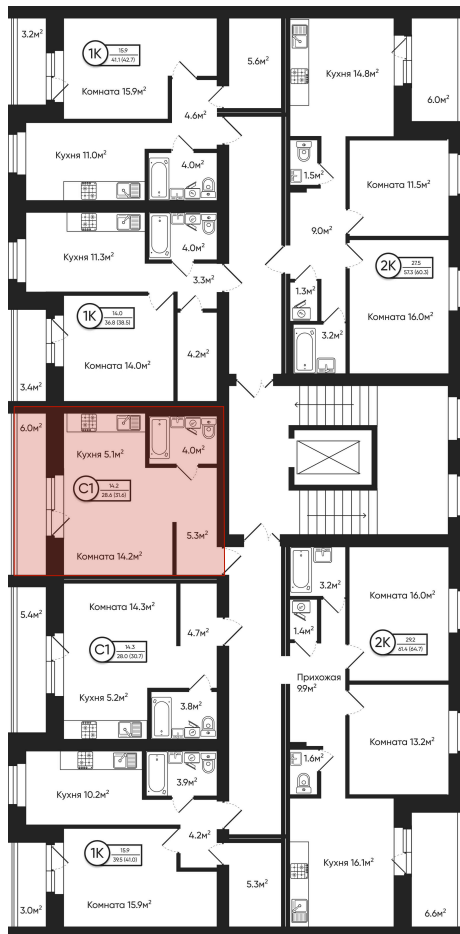 3.2м²
1К
15.9
41.1 (42.7)
Комната 15.9м²
5.6м²
4.6м²
Кухня 11.0м²
4.0м²
Кухня 14.8м²
6.0м²
1.5м²
Комната 11.5м²
9.0м²
2К
27.5
57.3 (60.3)
Комната 16.0м²
1.3м²
3.2м²
Кухня 11.3м²
4.0м²
3.3м²
1К
14.0
36.8 (38.5)
Комната 14.0м²
4.2м²
3.4м²
6.0м²
Кухня 5.1м²
4.0м²
С1
14.2
28.6 (31.6)
5.3м²
Комната 14.2м²
5.4м²
Комната 14.3м²
4.7м²
С1
14.3
28.0 (30.7)
Кухня 5.2м²
3.8м²
3.2м²
Комната 16.0м²
1.4м²
2К
29.2
61.4 (64.7)
Прихожая
9.9м²
Комната 13.2м²
1.6м²
Кухня 10.2м²
3.9м²
4.2м²
1К
15.9
39.5 (41.0)
Комната 15.9м²
3.0м²
5.3м²
Кухня 16.1м²
6.6м²